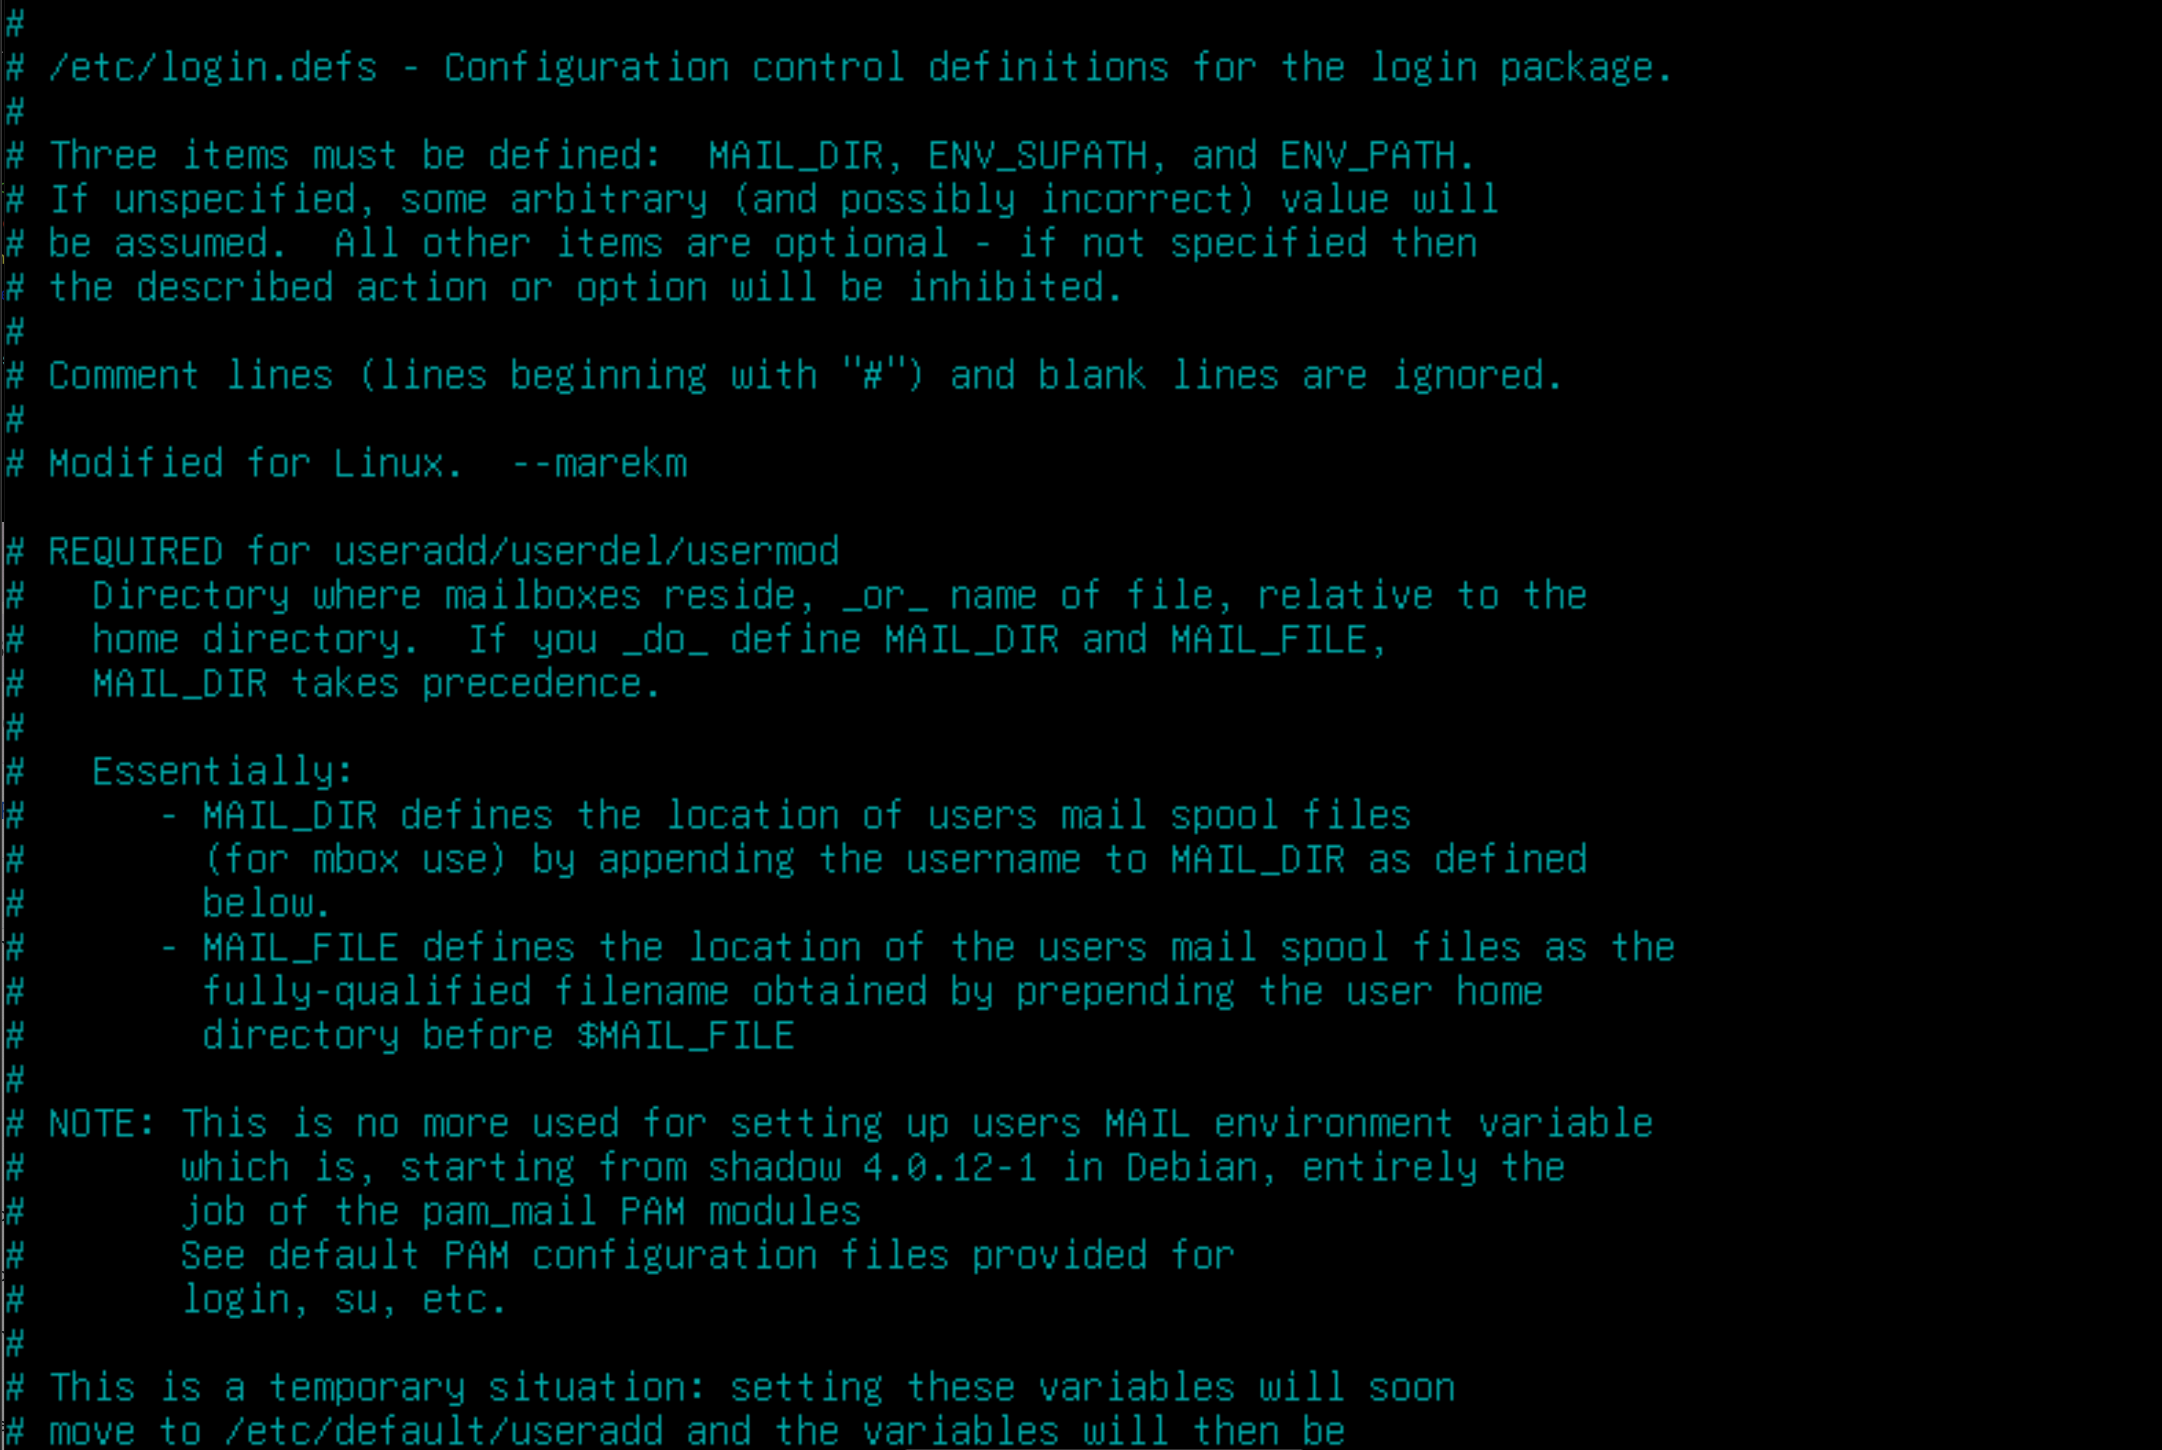 #
# /etc/login.defs - Configuration control definitions for the login package.
#
# Three items must be defined:  MAIL_DIR, ENV_SUPATH, and ENV_PATH.
# If unspecified, some arbitrary (and possibly incorrect) value will
# be assumed.  All other items are optional - if not specified then
# the described action or option will be inhibited.
#
# Comment lines (lines beginning with "#") and blank lines are ignored.
#
# Modified for Linux.  --marekm

# REQUIRED for useradd/userdel/usermod
#   Directory where mailboxes reside, _or_ name of file, relative to the
#   home directory.  If you _do_ define MAIL_DIR and MAIL_FILE,
#   MAIL_DIR takes precedence.
#
#   Essentially:
#      - MAIL_DIR defines the location of users mail spool files
#        (for mbox use) by appending the username to MAIL_DIR as defined
#        below.
#      - MAIL_FILE defines the location of the users mail spool files as the
#        fully-qualified filename obtained by prepending the user home
#        directory before $MAIL_FILE
#
# NOTE: This is no more used for setting up users MAIL environment variable
#       which is, starting from shadow 4.0.12-1 in Debian, entirely the
#       job of the pam_mail PAM modules
#       See default PAM configuration files provided for
#       login, su, etc.
#
# This is a temporary situation: setting these variables will soon
# move to /etc/default/useradd and the variables will then be